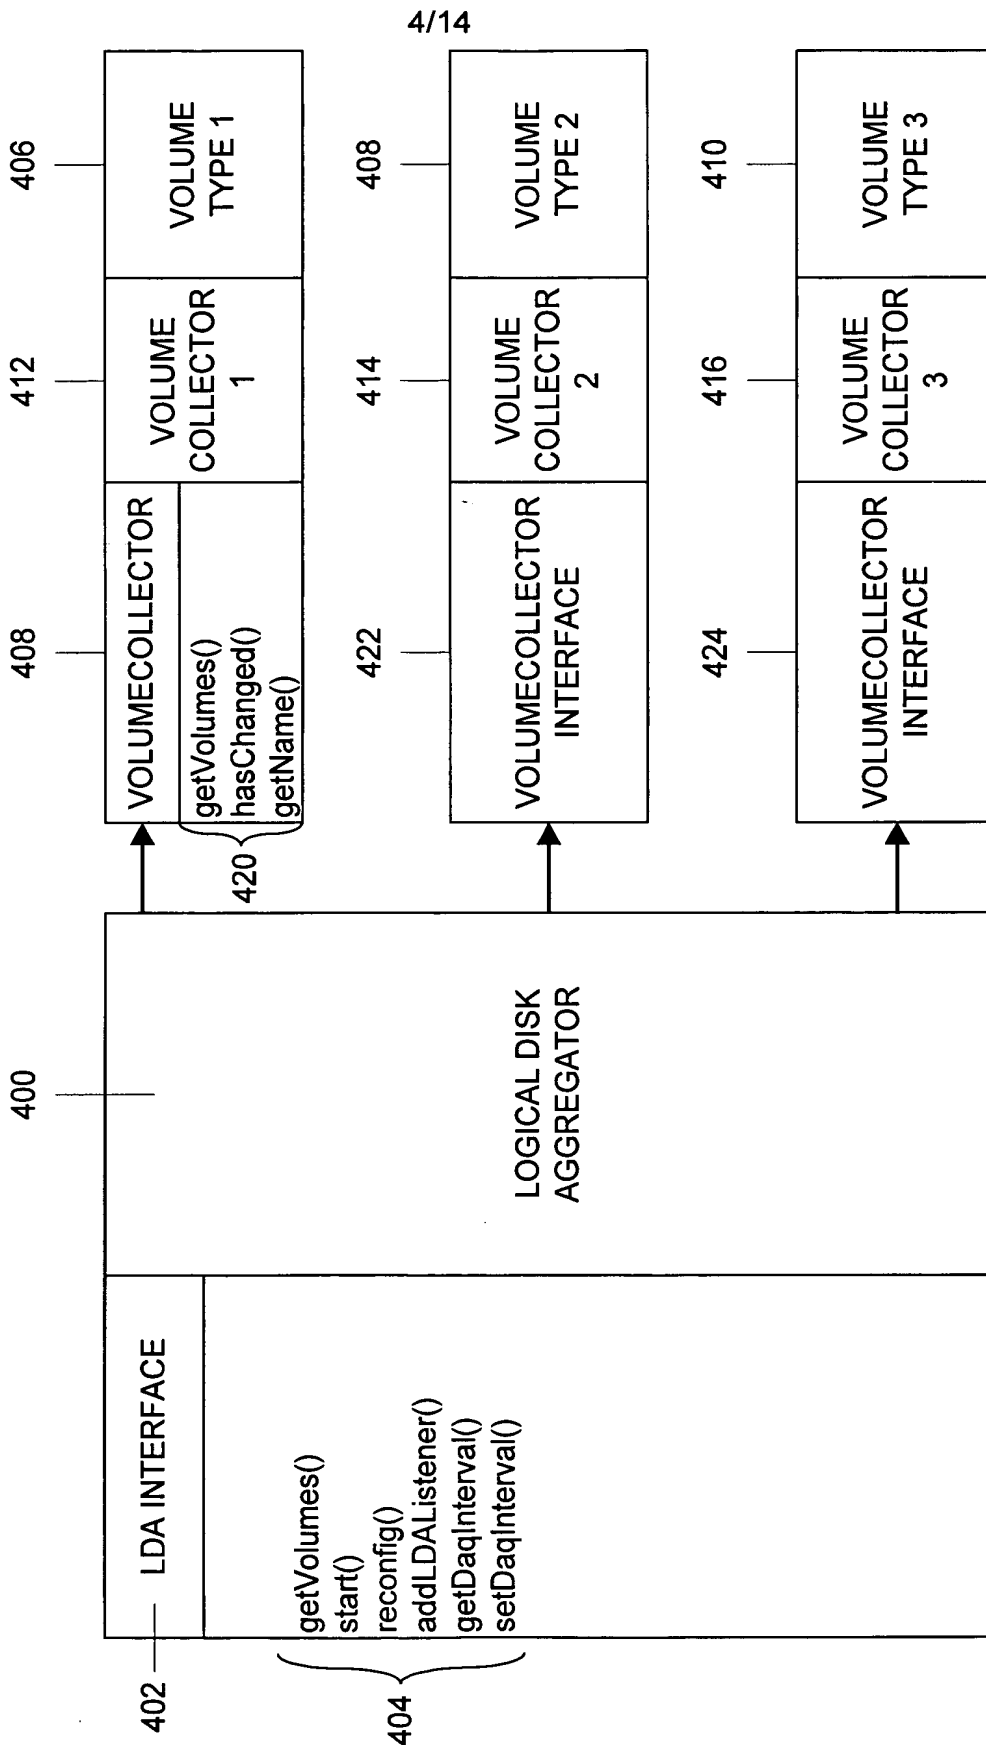 4/14
400
402
LDA INTERFACE
404
getVolumes()
start()
reconfig()
addLDAListener()
getDaqInterval()
setDaqInterval()
LOGICAL DISK
AGGREGATOR
408
412
406
VOLUMECOLLECTOR
420
getVolumes()
hasChanged()
getName()
VOLUME
COLLECTOR
1
VOLUME
TYPE 1
422
414
408
VOLUMECOLLECTOR
INTERFACE
VOLUME
COLLECTOR
2
VOLUME
TYPE 2
424
416
410
VOLUMECOLLECTOR
INTERFACE
VOLUME
COLLECTOR
3
VOLUME
TYPE 3